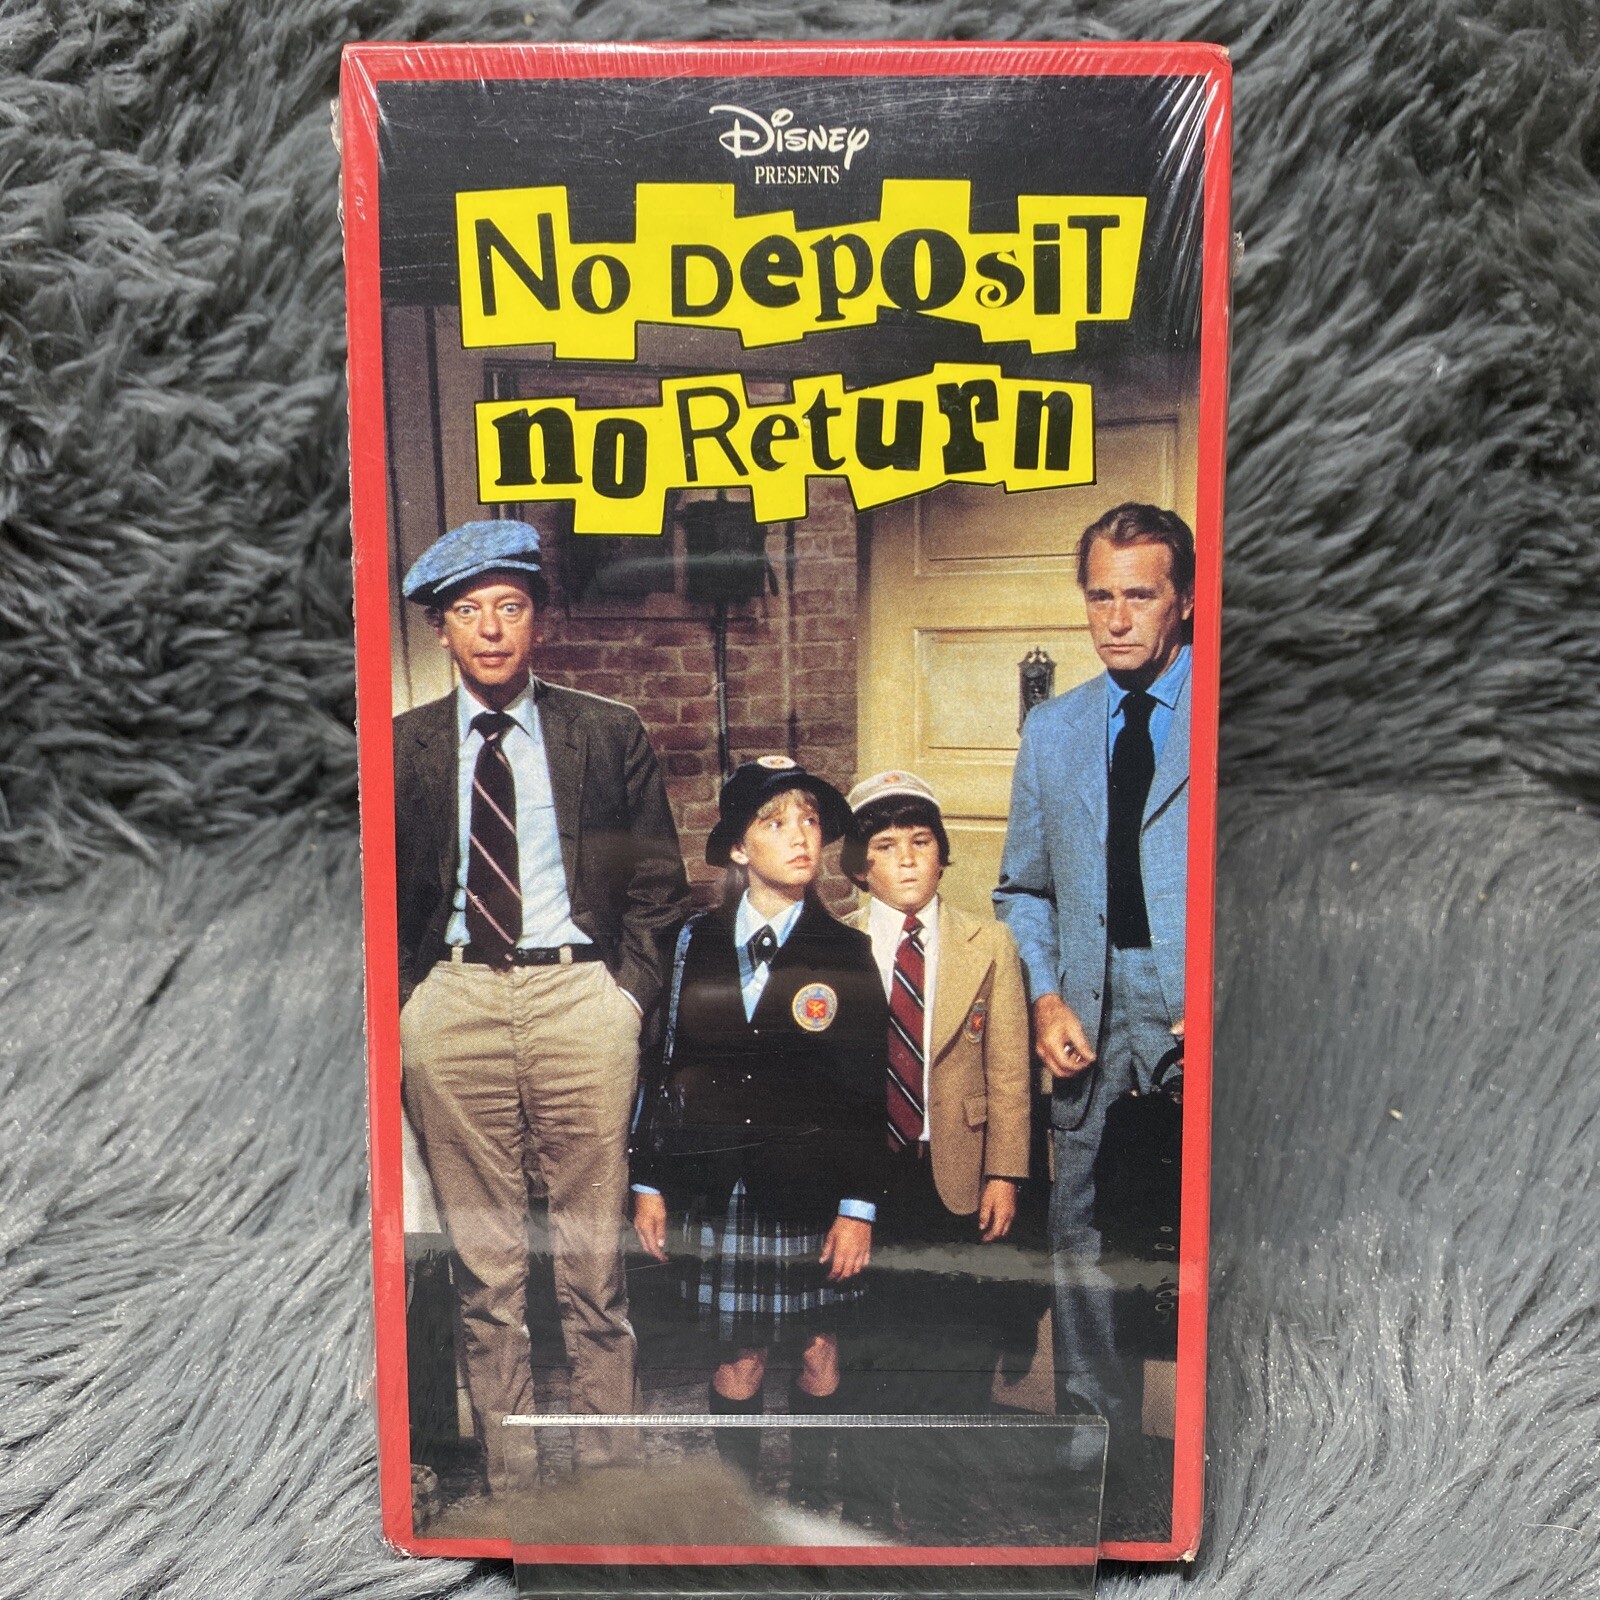 Disney
PRESENTS
No Deposit
no Return